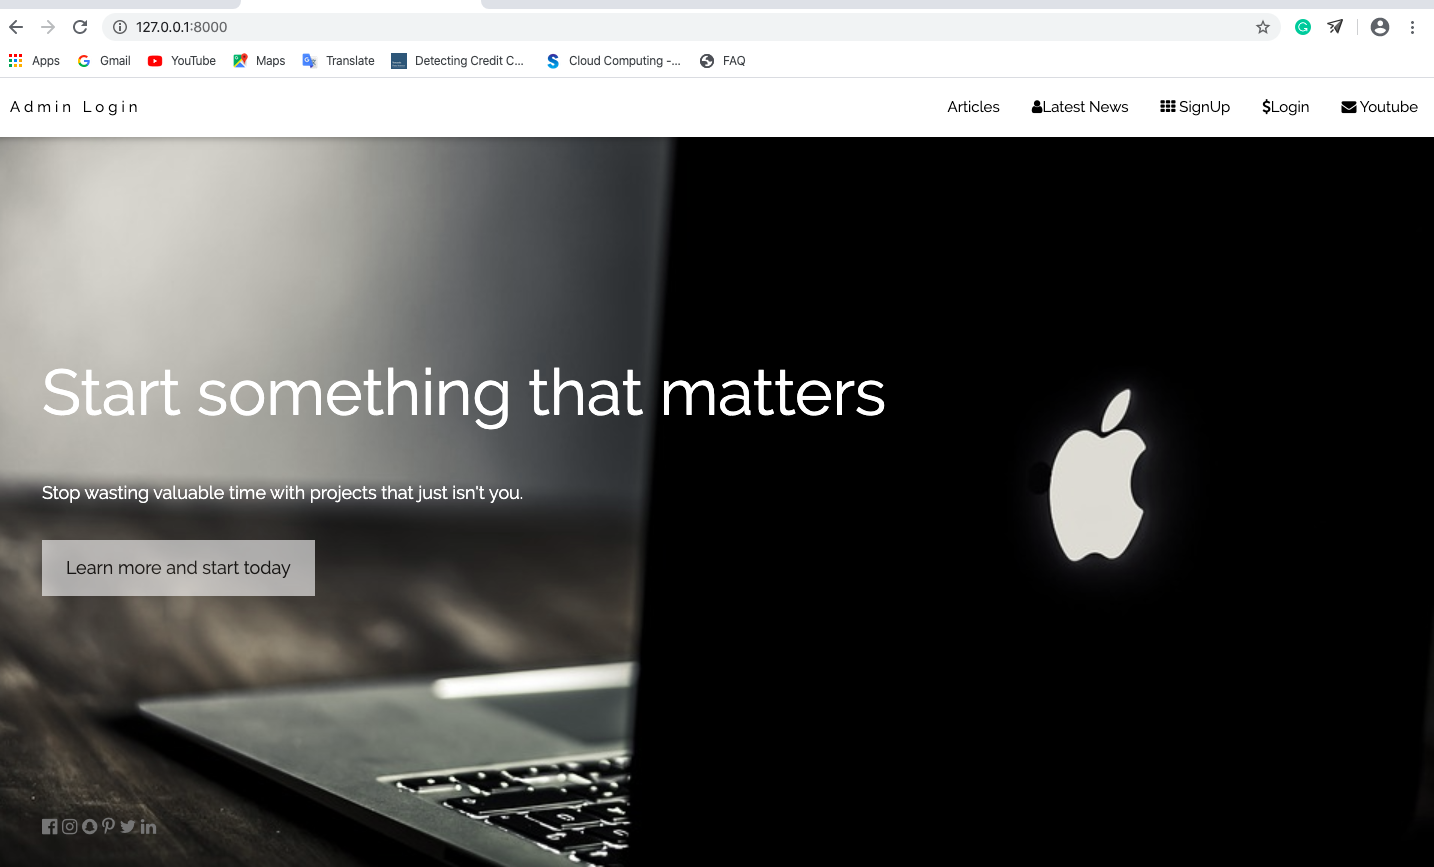 127.0.0.1:8000
Apps Gmail YouTube Maps Translate Detecting Credit C... Cloud Computing -... FAQ
Admin Login Articles Latest News SignUp Login Youtube
Start something that matters
Stop wasting valuable time with projects that just isn't you.
Learn more and start today